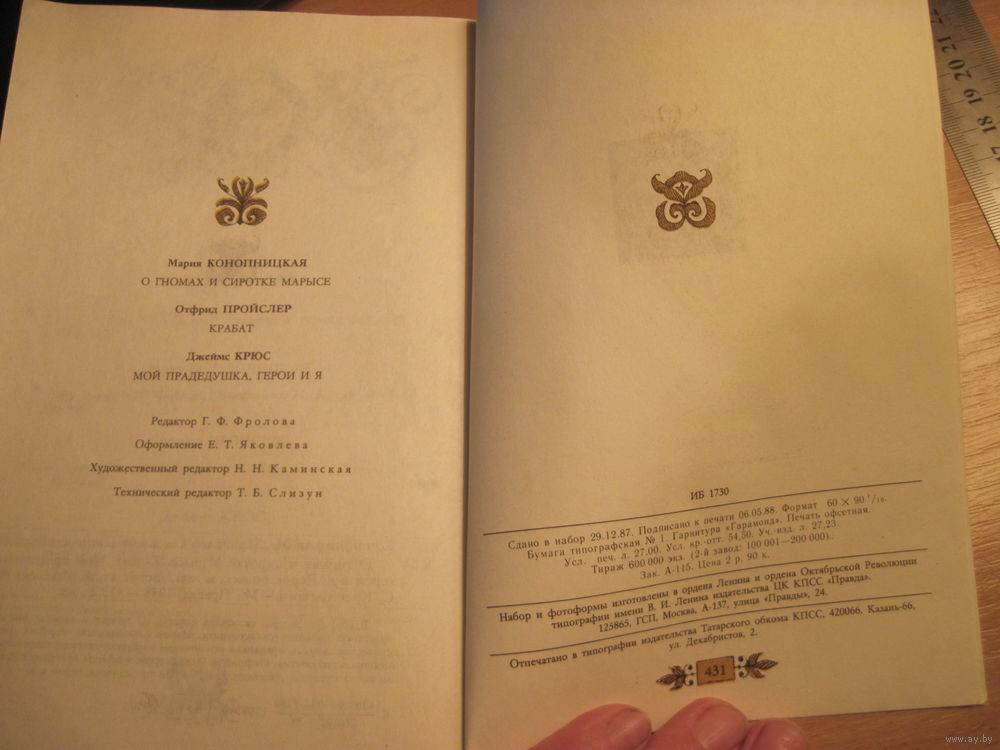 Мария КОНОПНИЦКАЯ
О ГНОМАХ И СИРОТКЕ МАРЫСЕ
Отфрид ПРОЙСЛЕР
КРАБАТ
Джеймс КРЮС
МОЙ ПРАДЕДУШКА, ГЕРОИ И Я
Редактор Г. Ф. Фролова
Оформление Е. Т. Яковлева
Художественный редактор Н. Н. Каминская
Технический редактор Т. Б. Слизун
ИБ 1730
Сдано в набор 29.12.87. Подписано к печати 06.05.88. Формат 60 × 90 1/16.
Бумага типографская № 1. Гарнитура «Гарамонд». Печать офсетная.
Усл. печ. л. 27,00. Усл. кр.-отт. 54,50. Уч.-изд. л. 27,23.
Тираж 600 000 экз. (2-й завод: 100 001—200 000).
Зак. А-115. Цена 2 р. 90 к.
Набор и фотоформы изготовлены в ордена Ленина и ордена Октябрьской Революции
типографии имени В. И. Ленина издательства ЦК КПСС «Правда».
125865, ГСП, Москва, А-137, улица «Правды», 24.
Отпечатано в типографии издательства Татарского обкома КПСС, 420066. Казань-66,
ул. Декабристов, 2.
431
18 19 20 21
www.ay.by